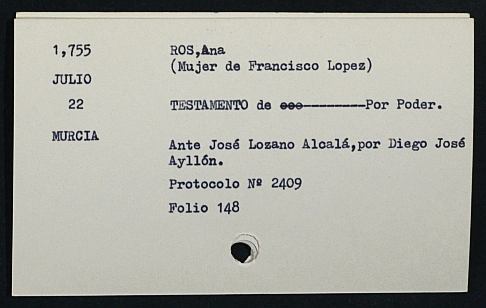 1,755
ROS,Ana
(Mujer de Francisco Lopez)
JULIO
22
TESTAMENTO de eee---------Por Poder.
MURCIA
Ante José Lozano Alcalá,por Diego José
Ayllón.
Protocolo Nº 2409
Folio 148